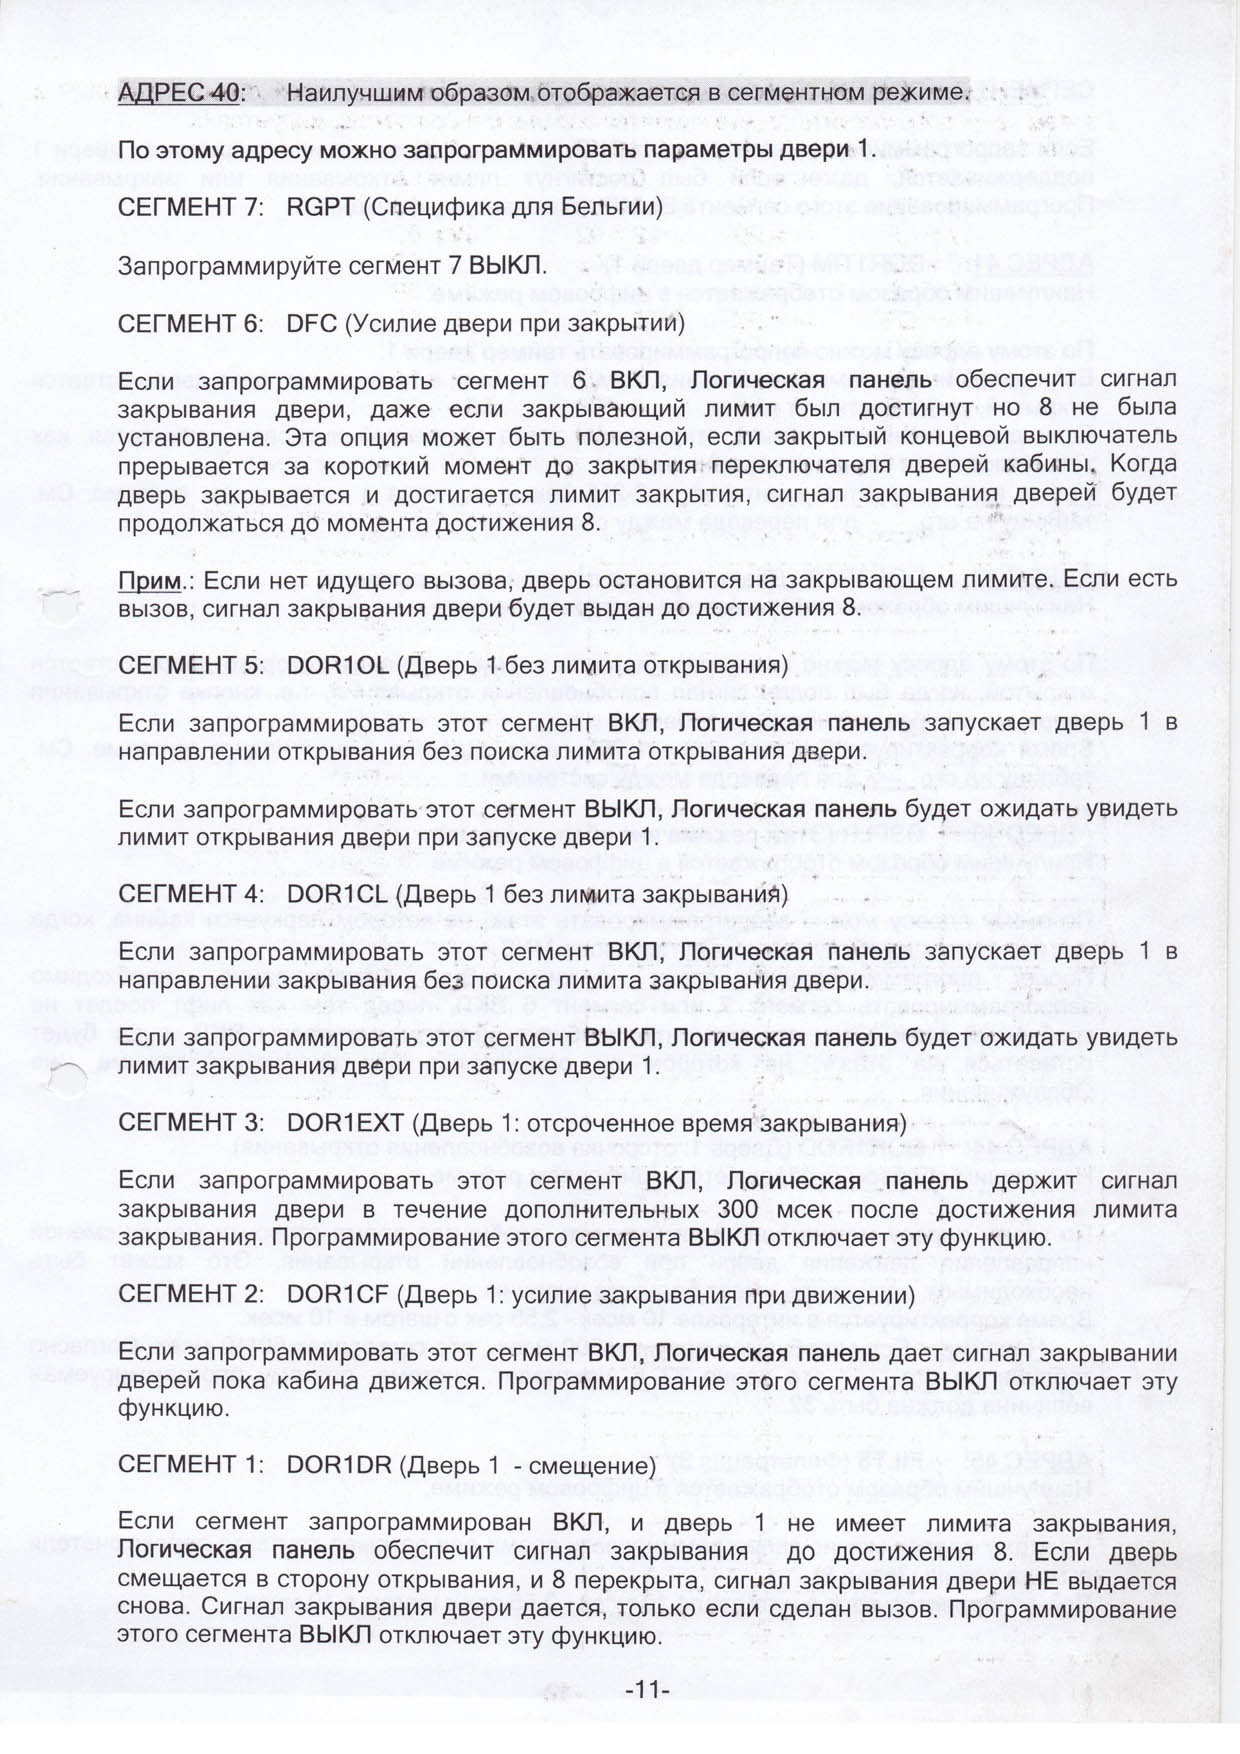 АДРЕС 40: Наилучшим образом отображается в сегментном режиме.
По этому адресу можно запрограммировать параметры двери 1.
СЕГМЕНТ 7: RGPT (Специфика для Бельгии)
Запрограммируйте сегмент 7 ВЫКЛ.
СЕГМЕНТ 6: DFC (Усилие двери при закрытии)
Если запрограммировать сегмент 6 ВКЛ, Логическая панель обеспечит сигнал
закрывания двери, даже если закрывающий лимит был достигнут но 8 не была
установлена. Эта опция может быть полезной, если закрытый концевой выключатель
прерывается за короткий момент до закрытия переключателя дверей кабины. Когда
дверь закрывается и достигается лимит закрытия, сигнал закрывания дверей будет
продолжаться до момента достижения 8.
Прим.: Если нет идущего вызова, дверь остановится на закрывающем лимите. Если есть
вызов, сигнал закрывания двери будет выдан до достижения 8.
СЕГМЕНТ 5: DOR1OL (Дверь 1 без лимита открывания)
Если запрограммировать этот сегмент ВКЛ, Логическая панель запускает дверь 1 в
направлении открывания без поиска лимита открывания двери.
Если запрограммировать этот сегмент ВЫКЛ, Логическая панель будет ожидать увидеть
лимит открывания двери при запуске двери 1.
СЕГМЕНТ 4: DOR1CL (Дверь 1 без лимита закрывания)
Если запрограммировать этот сегмент ВКЛ, Логическая панель запускает дверь 1 в
направлении закрывания без поиска лимита закрывания двери.
Если запрограммировать этот сегмент ВЫКЛ, Логическая панель будет ожидать увидеть
лимит закрывания двери при запуске двери 1.
СЕГМЕНТ 3: DOR1EXT (Дверь 1: отсроченное время закрывания)
Если запрограммировать этот сегмент ВКЛ, Логическая панель держит сигнал
закрывания двери в течение дополнительных 300 мсек после достижения лимита
закрывания. Программирование этого сегмента ВЫКЛ отключает эту функцию.
СЕГМЕНТ 2: DOR1CF (Дверь 1: усилие закрывания при движении)
Если запрограммировать этот сегмент ВКЛ, Логическая панель дает сигнал закрывании
дверей пока кабина движется. Программирование этого сегмента ВЫКЛ отключает эту
функцию.
СЕГМЕНТ 1: DOR1DR (Дверь 1 - смещение)
Если сегмент запрограммирован ВКЛ, и дверь 1 не имеет лимита закрывания,
Логическая панель обеспечит сигнал закрывания до достижения 8. Если дверь
смещается в сторону открывания, и 8 перекрыта, сигнал закрывания двери НЕ выдается
снова. Сигнал закрывания двери дается, только если сделан вызов. Программирование
этого сегмента ВЫКЛ отключает эту функцию.
-11-